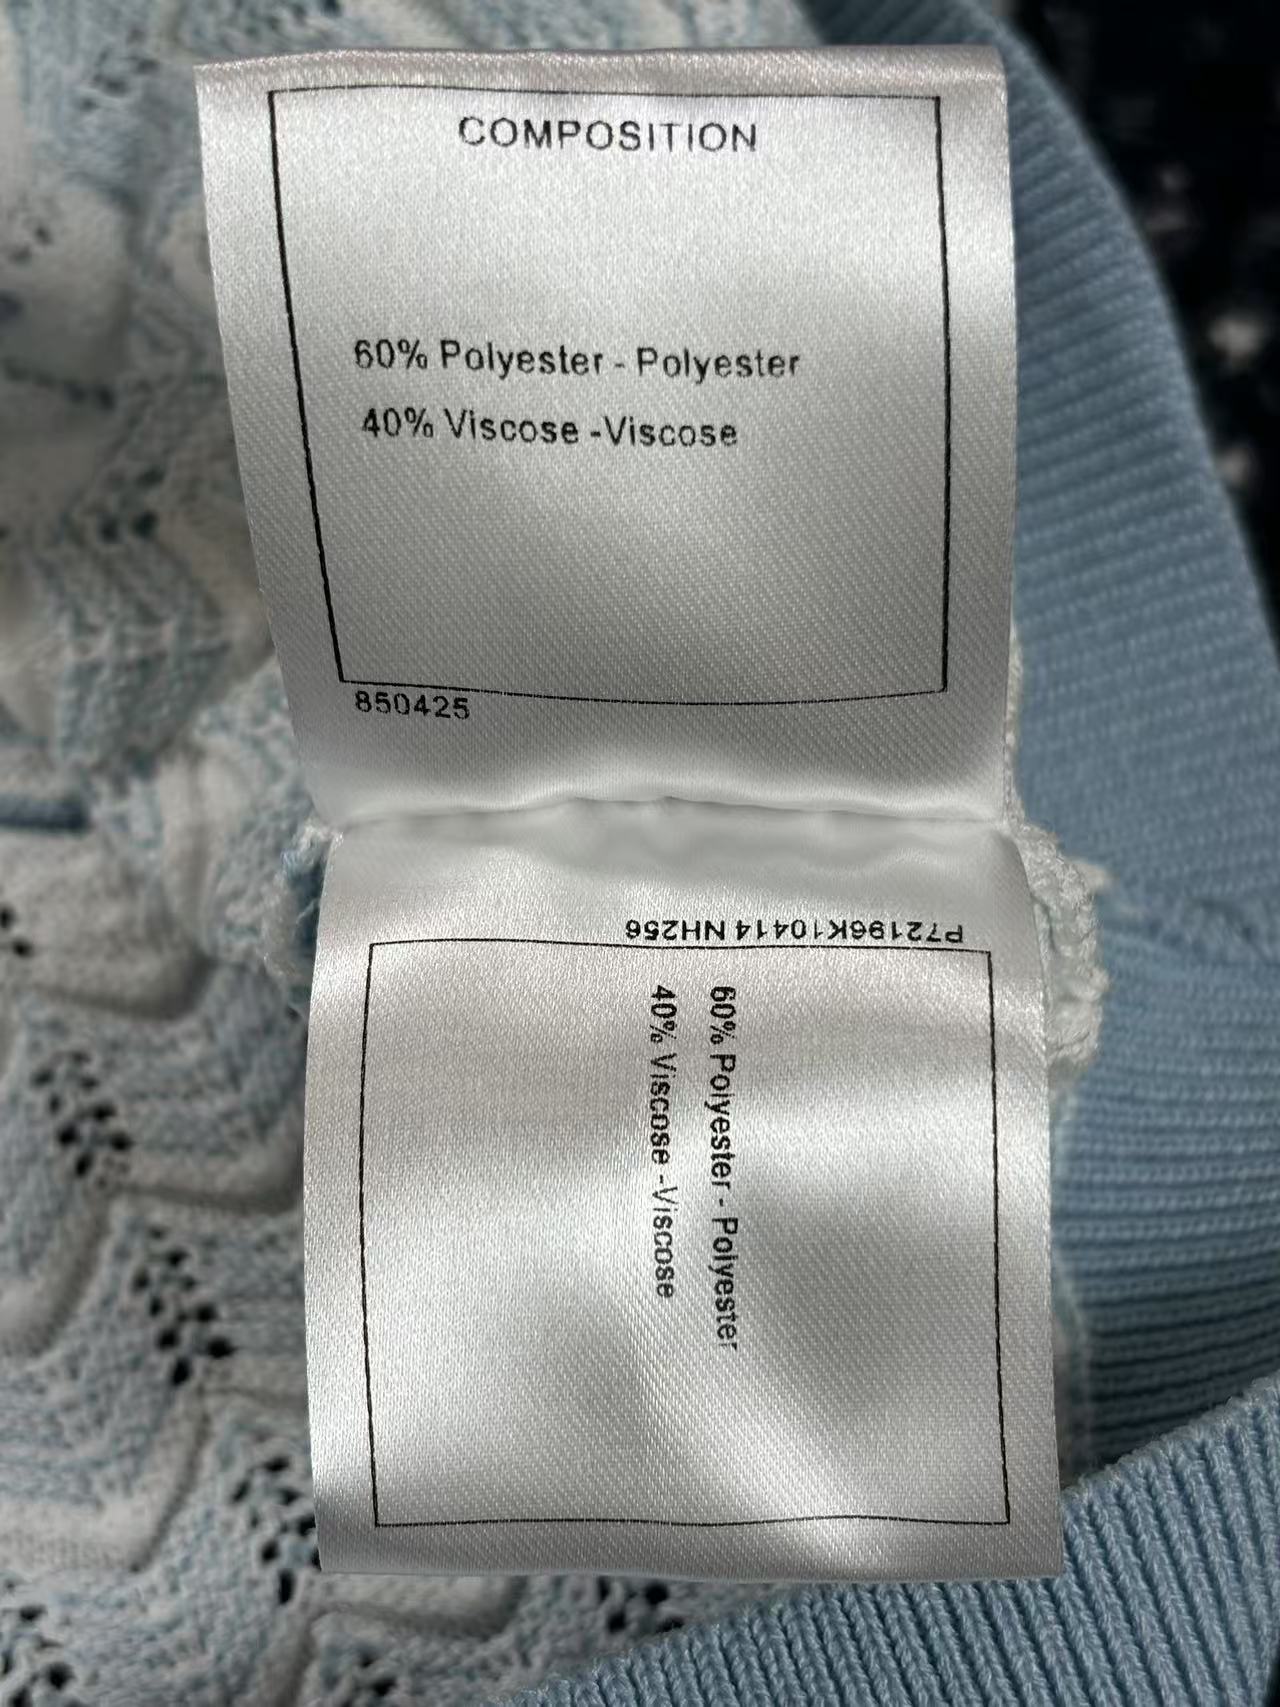 COMPOSITION
60% Polyester - Polyester
40% Viscose -Viscose
850425
P72196K10414 NH256
60% Polyester - Polyester
40% Viscose -Viscose